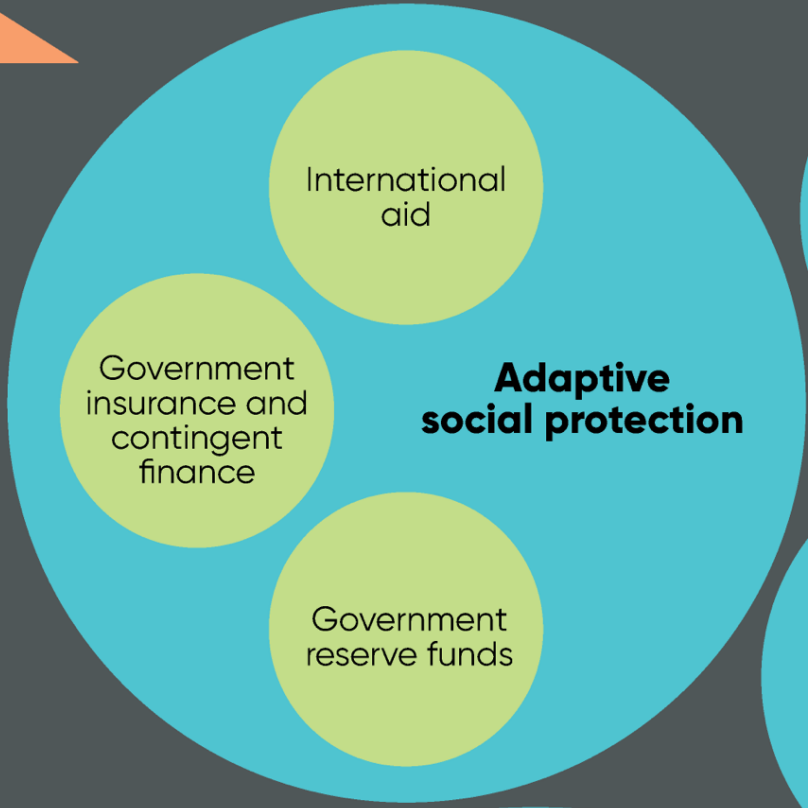 International
aid
Government
insurance and
contingent
finance
Adaptive
social protection
Government
reserve funds